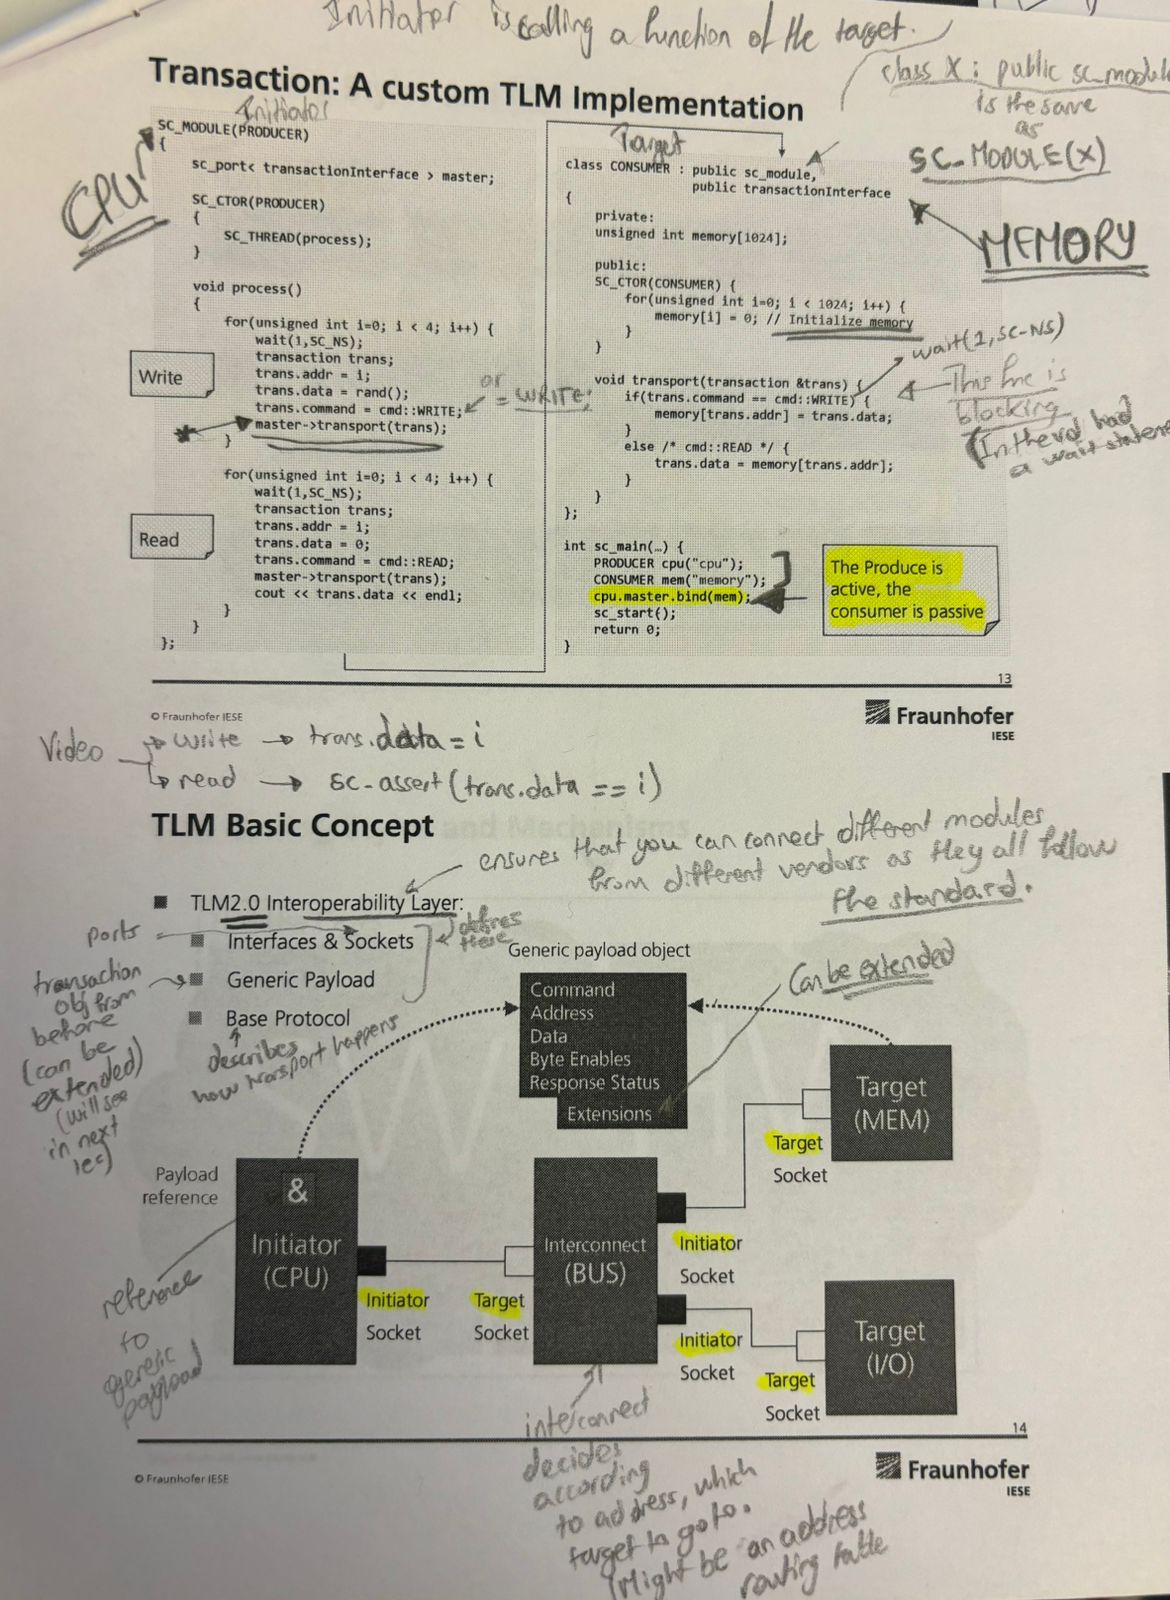 Initiator is calling a function of the target.
Transaction: A custom TLM Implementation
class X : public sc_module
is the same
as
SC_MODULE(X)
Initiator
CPU
SC_MODULE(PRODUCER)
{
sc_port< transactionInterface > master;
SC_CTOR(PRODUCER)
{
SC_THREAD(process);
}
void process()
{
for(unsigned int i=0; i < 4; i++) {
wait(1,SC_NS);
transaction trans;
trans.addr = i;
trans.data = rand();
trans.command = cmd::WRITE;
or
= WRITE;
master->transport(trans);
}
Write
for(unsigned int i=0; i < 4; i++) {
wait(1,SC_NS);
transaction trans;
trans.addr = i;
trans.data = 0;
trans.command = cmd::READ;
master->transport(trans);
cout << trans.data << endl;
}
}
};
Read
Target
class CONSUMER : public sc_module,
public transactionInterface
{
MEMORY
private:
unsigned int memory[1024];
public:
SC_CTOR(CONSUMER) {
for(unsigned int i=0; i < 1024; i++) {
memory[i] = 0; // Initialize memory
}
}
wait(1, SC-NS)
void transport(transaction &trans) {
if(trans.command == cmd::WRITE) {
memory[trans.addr] = trans.data;
}
else /* cmd::READ */ {
trans.data = memory[trans.addr];
}
}
};
This fnc is
blocking
had
a wait
int sc_main(…) {
PRODUCER cpu("cpu");
CONSUMER mem("memory");
cpu.master.bind(mem);
sc_start();
return 0;
}
The Produce is
active, the
consumer is passive
13
© Fraunhofer IESE
Fraunhofer
IESE
Video
write → trans.data = i
read → sc-assert(trans.data == i)
TLM Basic Concept
ensures that you can connect different modules
from different vendors as they all follow
the standard.
TLM2.0 Interoperability Layer:
ports
Interfaces & Sockets
defines
these
transaction
obj from
before
(can be
extended)
(will see
in next
lec)
Generic Payload
Base Protocol
describes
how transport happens
Generic payload object
Can be extended
Command
Address
Data
Byte Enables
Response Status
Extensions
Target
(MEM)
Target
Socket
Payload
reference
&
Initiator
(CPU)
Initiator
Socket
Target
Socket
Interconnect
(BUS)
Initiator
Socket
Initiator
Socket
Target
(I/O)
Target
Socket
reference
to
generic
payload
14
interconnect
decides
according
to address, which
target to go to.
(Might be an address
routing table
© Fraunhofer IESE
Fraunhofer
IESE